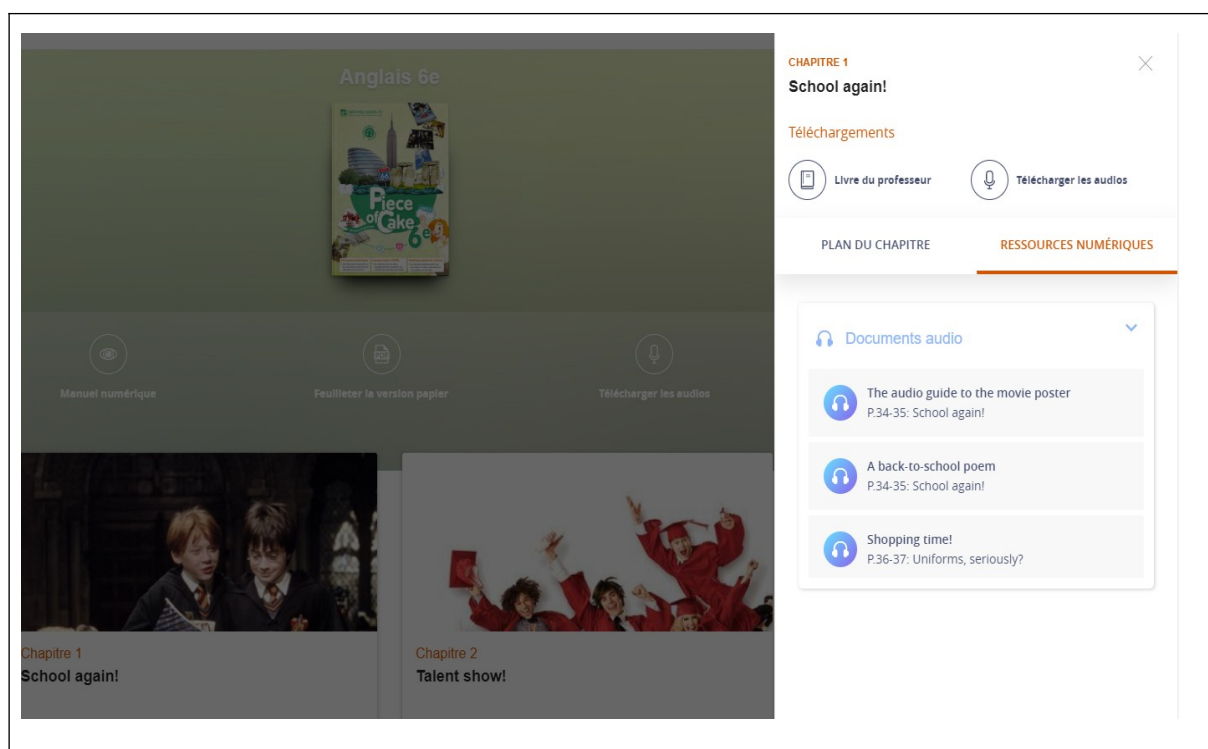 Anglais 6e
Piece
of Cake
6e
Manuel numérique
Feuilleter la version papier
Télécharger les audios
Chapitre 1
School again!
Chapitre 2
Talent show!
CHAPITRE 1
School again!
Téléchargements
Livre du professeur
Télécharger les audios
PLAN DU CHAPITRE
RESSOURCES NUMÉRIQUES
Documents audio
The audio guide to the movie poster
P.34-35: School again!
A back-to-school poem
P.34-35: School again!
Shopping time!
P.36-37: Uniforms, seriously?